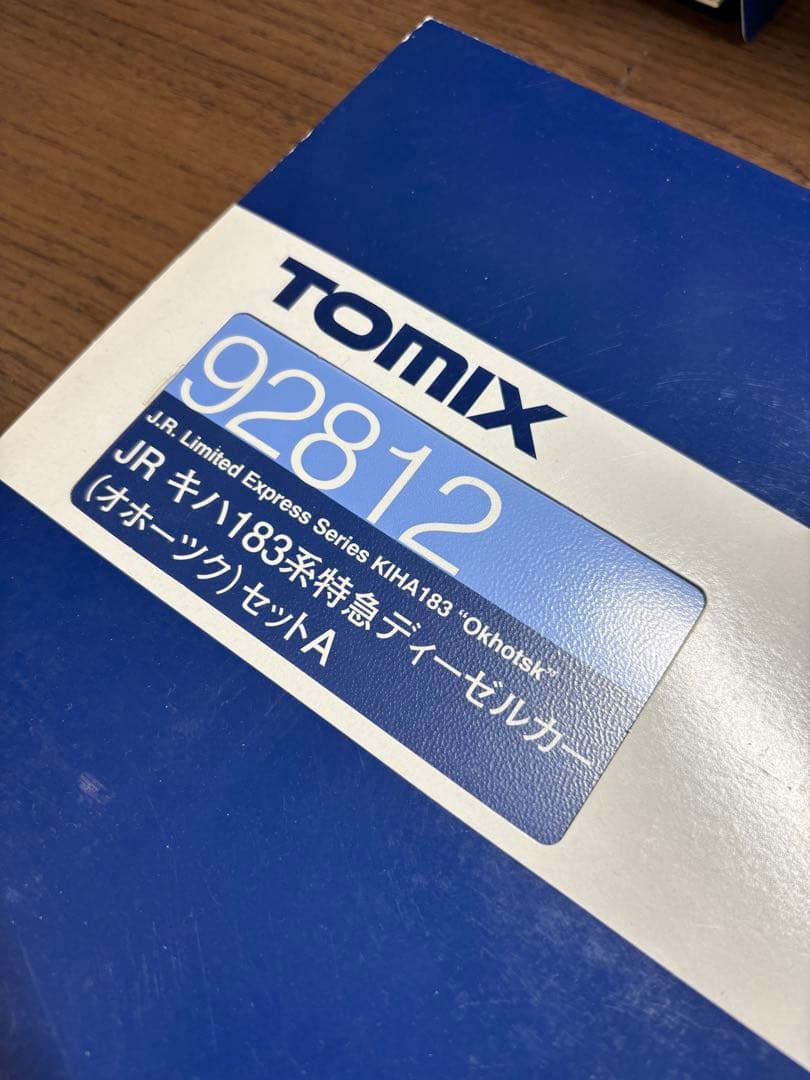 TOMIX
92812
J.R. Limited Express Series KIHA183 "Okhotsk"
JR キハ183系特急ディーゼルカー
(オホーツク)セットA